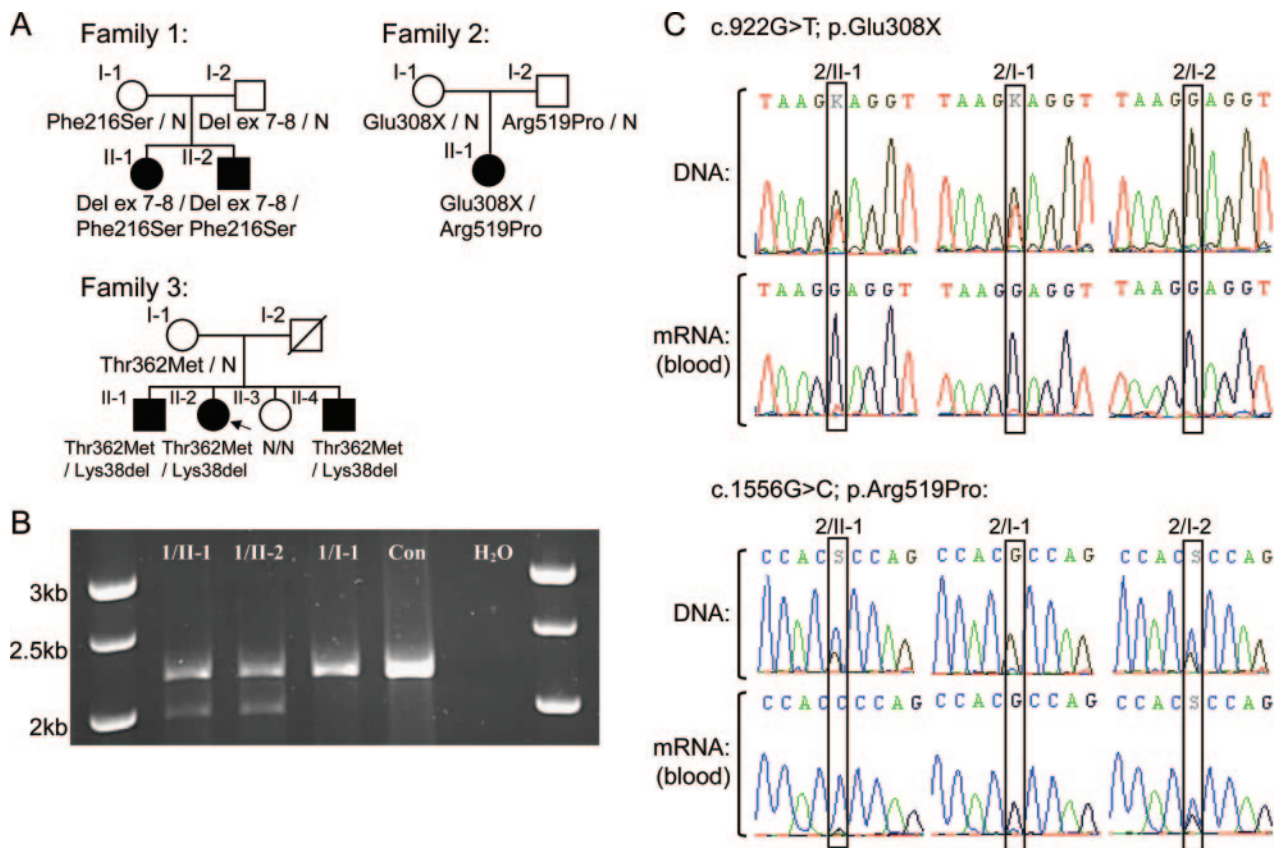 A
Family 1:
I-1
I-2
Phe216Ser / N
Del ex 7-8 / N
II-1
II-2
Del ex 7-8 / Del ex 7-8 /
Phe216Ser Phe216Ser
Family 2:
I-1
I-2
Glu308X / N
Arg519Pro / N
II-1
Glu308X /
Arg519Pro
Family 3:
I-1
I-2
Thr362Met / N
II-1
II-2
II-3
II-4
Thr362Met Thr362Met N/N Thr362Met
/ Lys38del / Lys38del / Lys38del
B
1/II-1 1/II-2 1/I-1 Con H₂O
3kb
2.5kb
2kb
C
c.922G>T; p.Glu308X
2/II-1 2/I-1 2/I-2
TAAGKAGGT TAAGKAGGT TAAGGAGGT
DNA:
TAAGGAGGT TAAGGAGGT TAAGGAGGT
mRNA:
(blood)
c.1556G>C; p.Arg519Pro:
2/II-1 2/I-1 2/I-2
CCACSCCAG CCACGCCAG CCACSCCAG
DNA:
CCACCCCAG CCACGCCAG CCACSCCAG
mRNA:
(blood)